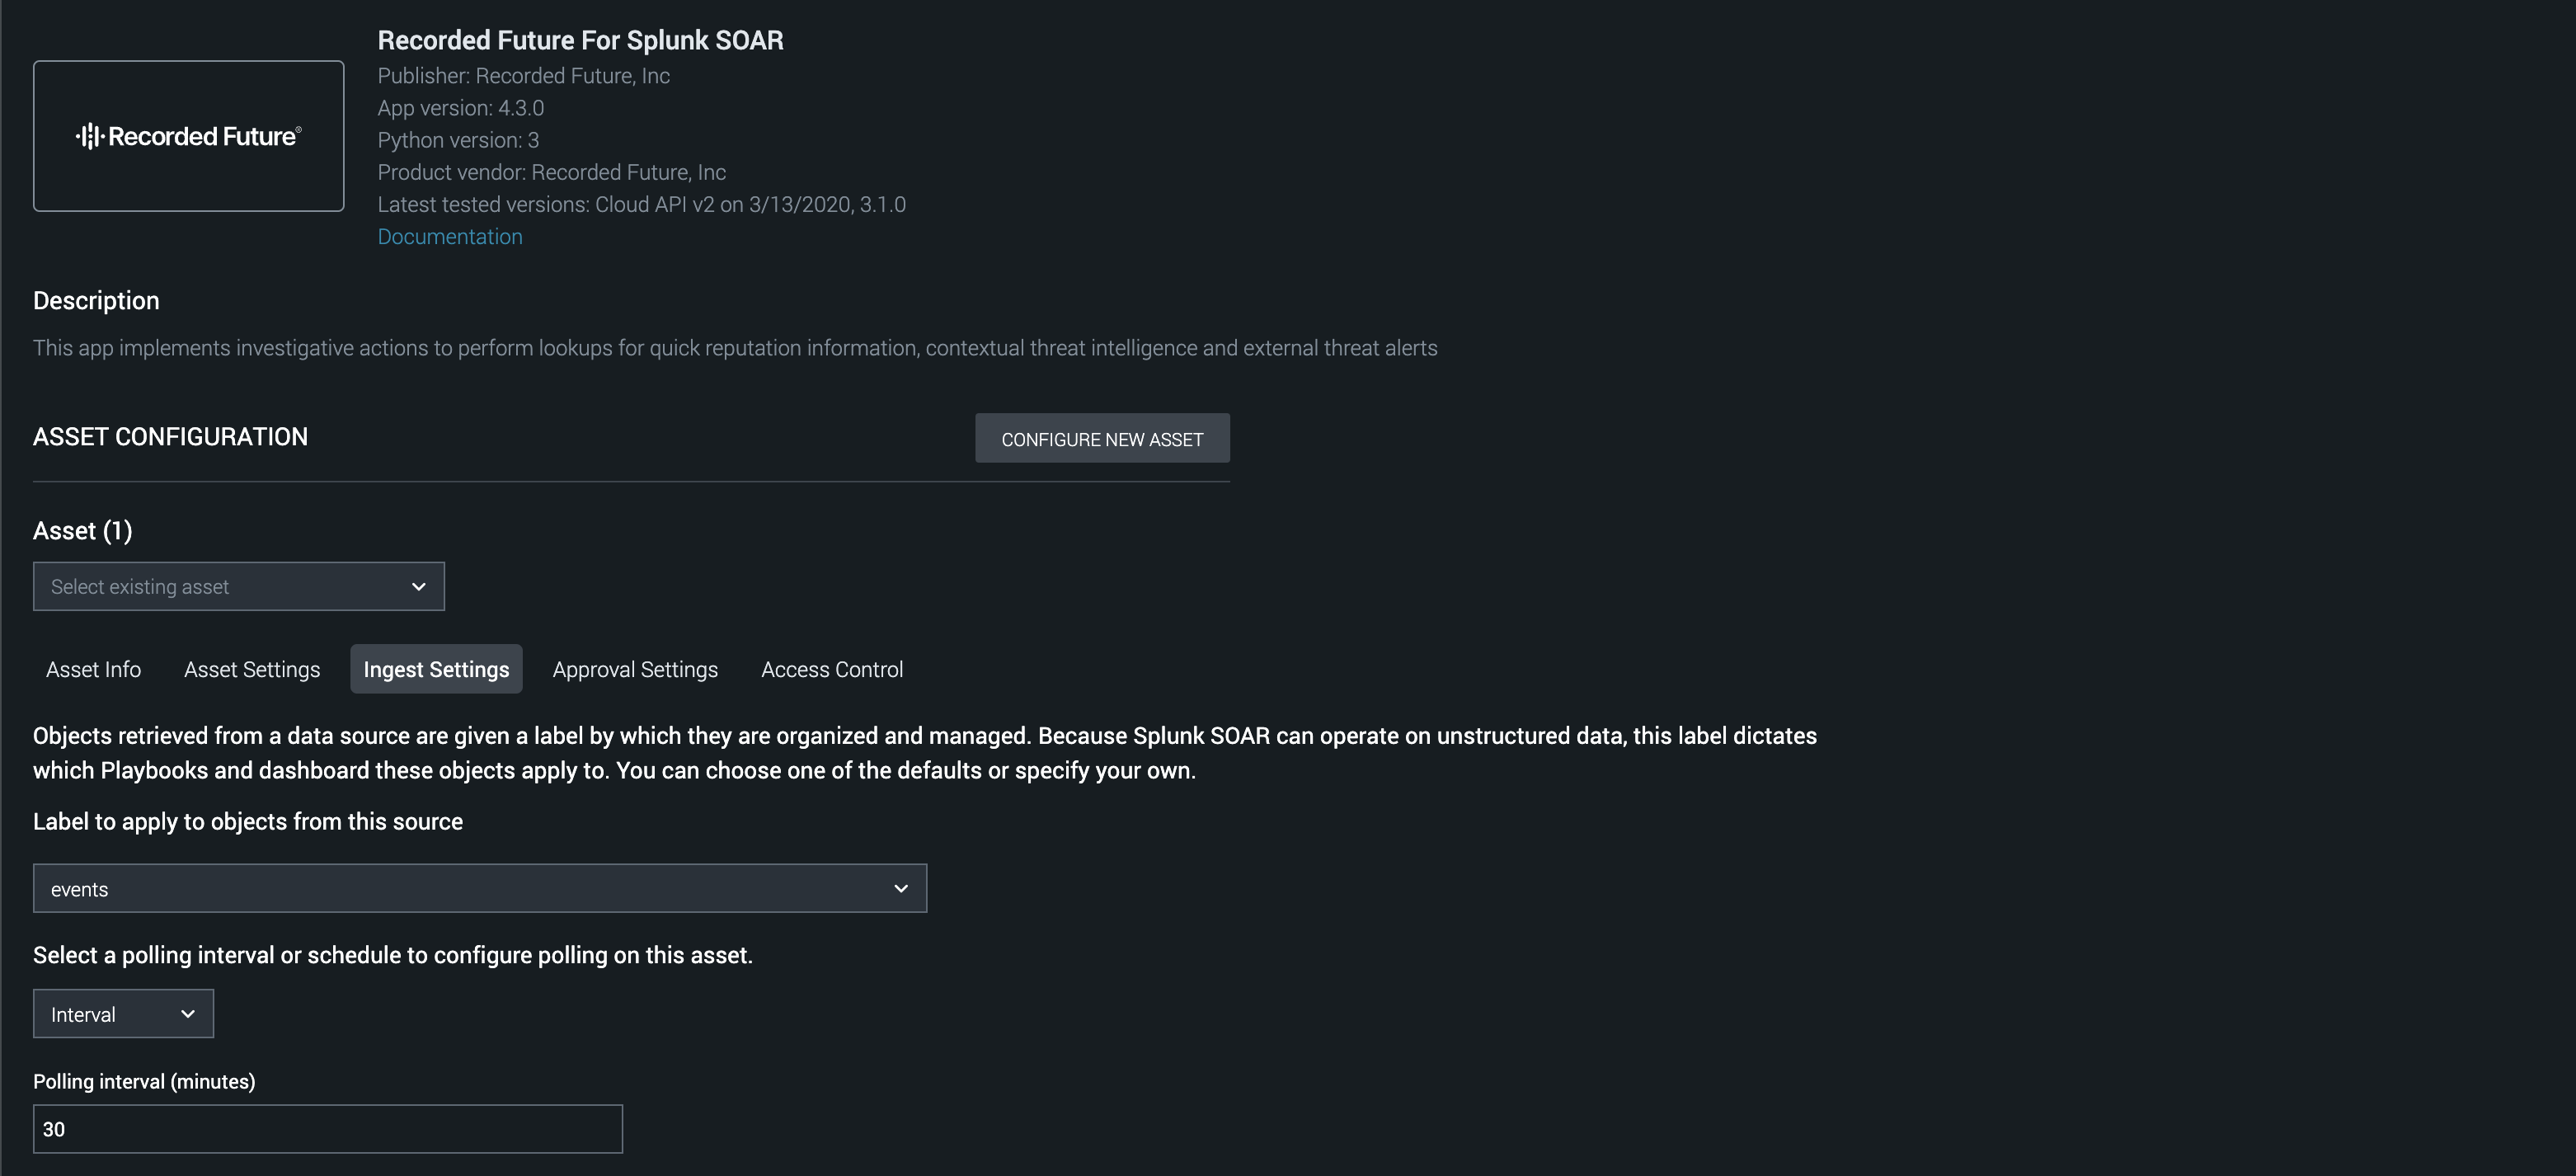 Recorded Future For Splunk SOAR
Publisher: Recorded Future, Inc
App version: 4.3.0
Python version: 3
Product vendor: Recorded Future, Inc
Latest tested versions: Cloud API v2 on 3/13/2020, 3.1.0
Documentation
Recorded Future®
Description
This app implements investigative actions to perform lookups for quick reputation information, contextual threat intelligence and external threat alerts
ASSET CONFIGURATION
CONFIGURE NEW ASSET
Asset (1)
Select existing asset
Asset Info Asset Settings Ingest Settings Approval Settings Access Control
Objects retrieved from a data source are given a label by which they are organized and managed. Because Splunk SOAR can operate on unstructured data, this label dictates
which Playbooks and dashboard these objects apply to. You can choose one of the defaults or specify your own.
Label to apply to objects from this source
events
Select a polling interval or schedule to configure polling on this asset.
Interval
Polling interval (minutes)
30